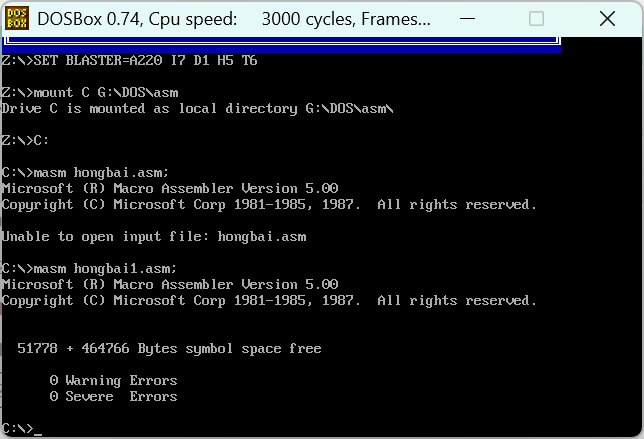 DOS BOX
DOSBox 0.74, Cpu speed: 3000 cycles, Frames...
Z:\>SET BLASTER=A220 I7 D1 H5 T6
Z:\>mount C G:\DOS\asm
Drive C is mounted as local directory G:\DOS\asm\
Z:\>C:
C:\>masm hongbai.asm;
Microsoft (R) Macro Assembler Version 5.00
Copyright (C) Microsoft Corp 1981-1985, 1987.  All rights reserved.
Unable to open input file: hongbai.asm
C:\>masm hongbai1.asm;
Microsoft (R) Macro Assembler Version 5.00
Copyright (C) Microsoft Corp 1981-1985, 1987.  All rights reserved.
51778 + 464766 Bytes symbol space free
0 Warning Errors
0 Severe  Errors
C:\>_